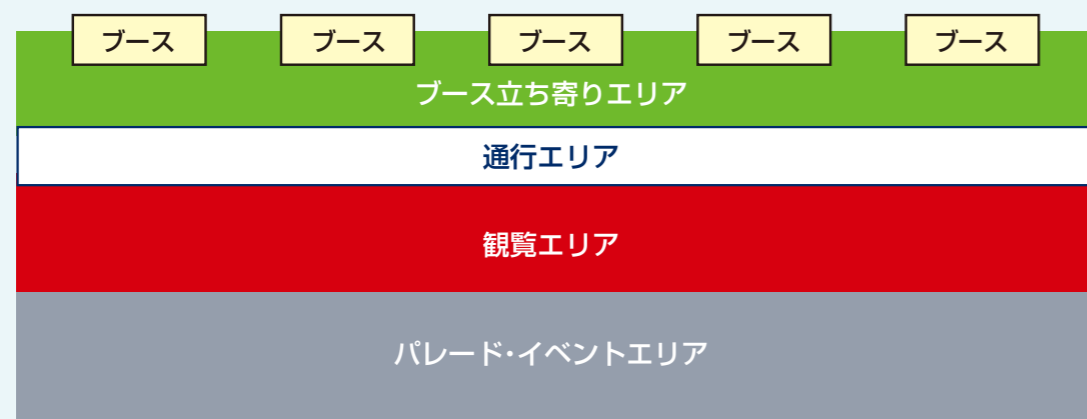 ブース ブース ブース ブース ブース
ブース立ち寄りエリア
通行エリア
観覧エリア
パレード･イベントエリア